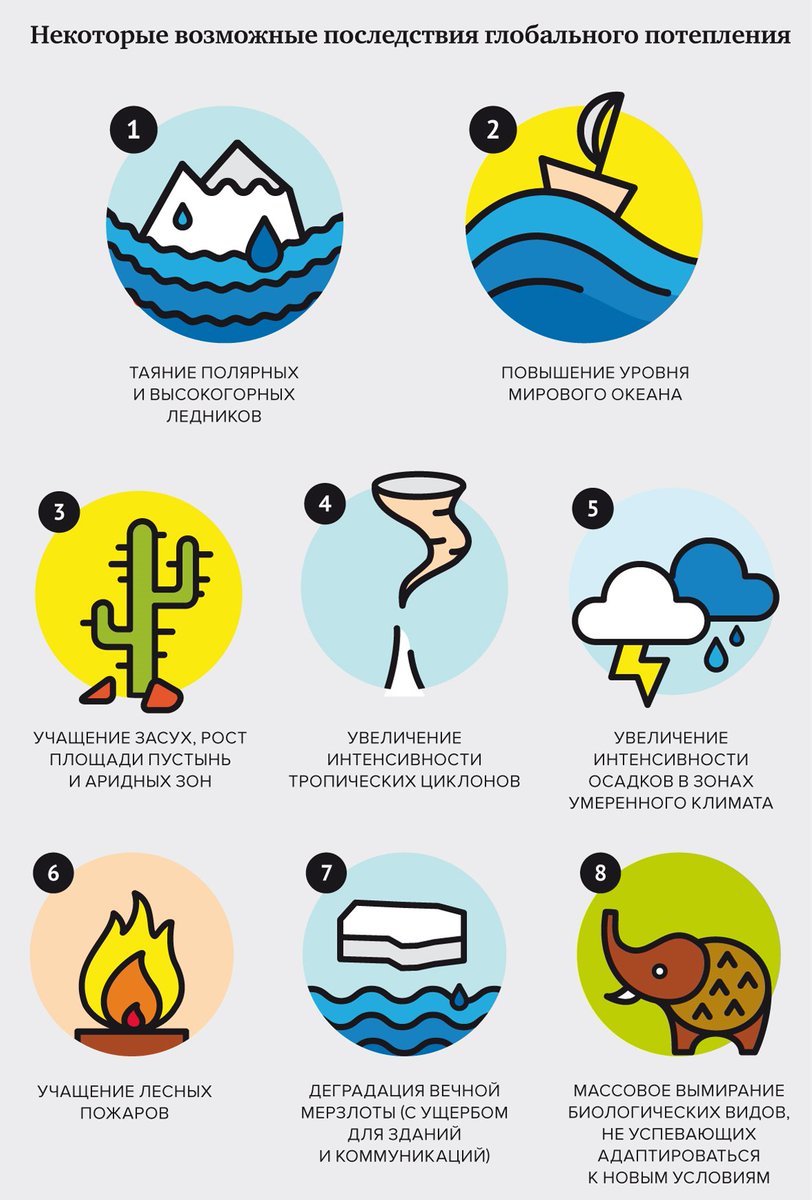 Некоторые возможные последствия глобального потепления
1
ТАЯНИЕ ПОЛЯРНЫХ
И ВЫСОКОГОРНЫХ
ЛЕДНИКОВ
2
ПОВЫШЕНИЕ УРОВНЯ
МИРОВОГО ОКЕАНА
3
УЧАЩЕНИЕ ЗАСУХ, РОСТ
ПЛОЩАДИ ПУСТЫНЬ
И АРИДНЫХ ЗОН
4
УВЕЛИЧЕНИЕ
ИНТЕНСИВНОСТИ
ТРОПИЧЕСКИХ ЦИКЛОНОВ
5
УВЕЛИЧЕНИЕ
ИНТЕНСИВНОСТИ
ОСАДКОВ В ЗОНАХ
УМЕРЕННОГО КЛИМАТА
6
УЧАЩЕНИЕ ЛЕСНЫХ
ПОЖАРОВ
7
ДЕГРАДАЦИЯ ВЕЧНОЙ
МЕРЗЛОТЫ (С УЩЕРБОМ
ДЛЯ ЗДАНИЙ
И КОММУНИКАЦИЙ)
8
МАССОВОЕ ВЫМИРАНИЕ
БИОЛОГИЧЕСКИХ ВИДОВ,
НЕ УСПЕВАЮЩИХ
АДАПТИРОВАТЬСЯ
К НОВЫМ УСЛОВИЯМ